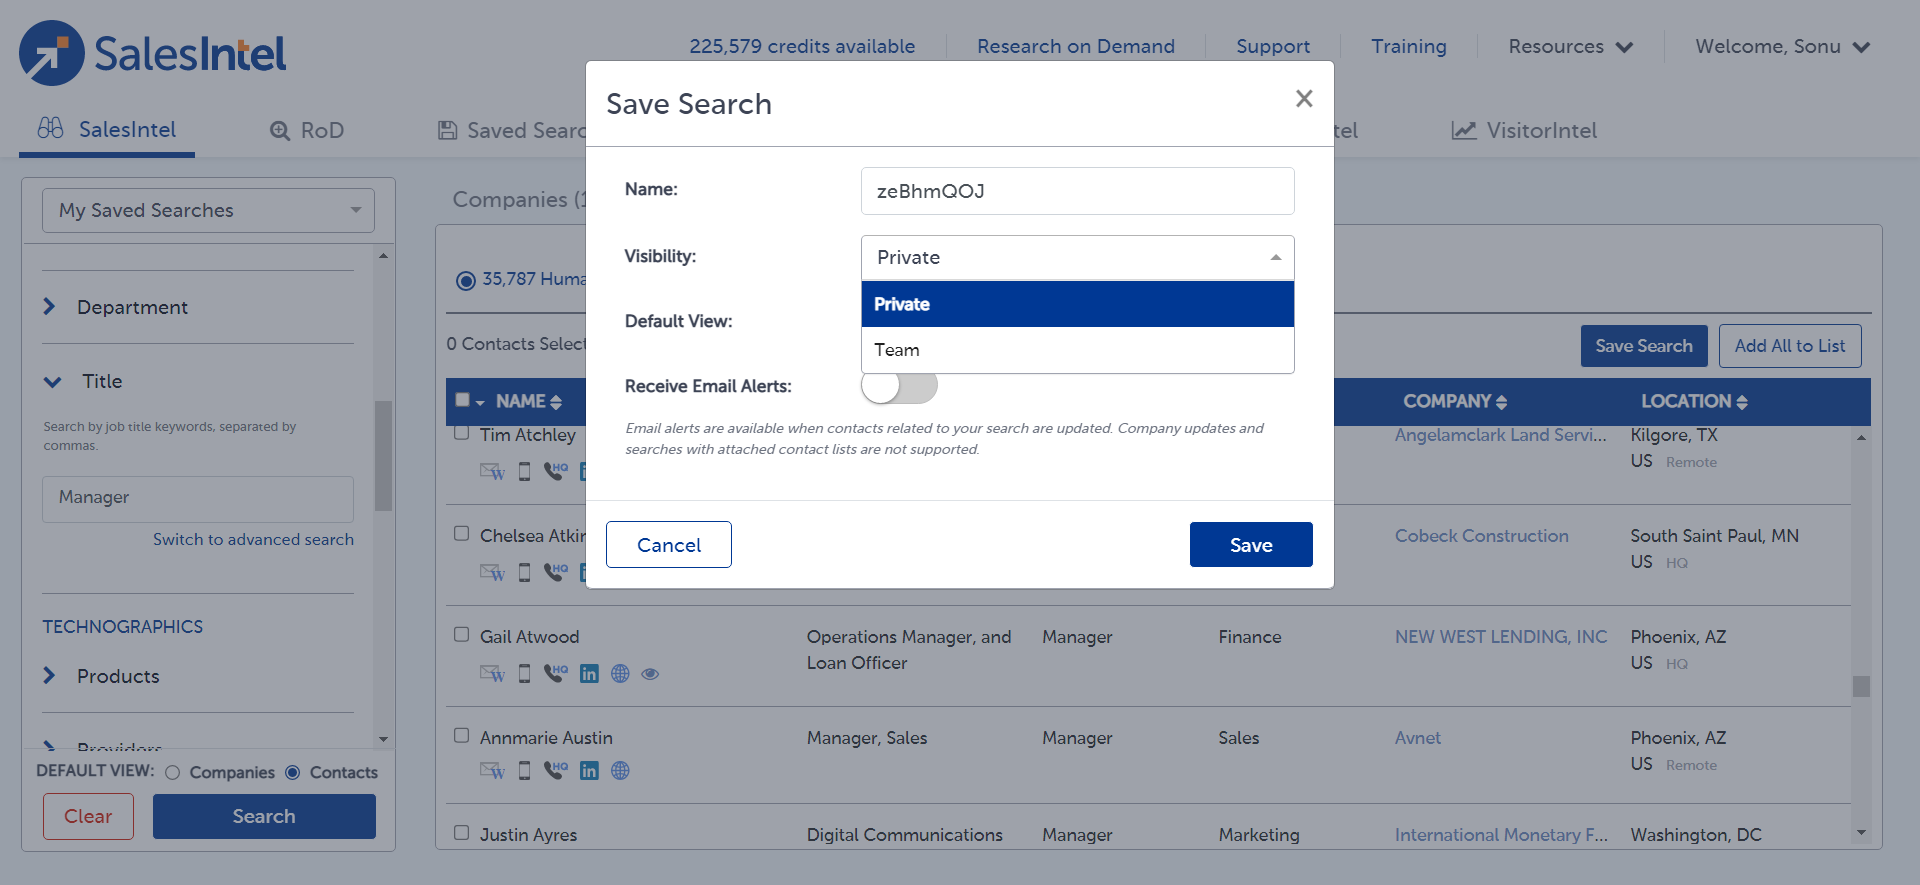 SalesIntel
225,579 credits available
Research on Demand
Support
Training
Resources
Welcome, Sonu
SalesIntel
RoD
Saved Searc
tel
VisitorIntel
Save Search
Name:
zeBhmQOJ
Visibility:
Private
Private
Team
Default View:
Receive Email Alerts:
Email alerts are available when contacts related to your search are updated. Company updates and
searches with attached contact lists are not supported.
Cancel
Save
My Saved Searches
Department
Title
Search by job title keywords, separated by
commas.
Manager
Switch to advanced search
TECHNOGRAPHICS
Products
Providers
DEFAULT VIEW:
Companies
Contacts
Clear
Search
Companies (1
35,787 Huma
0 Contacts Select
Save Search
Add All to List
NAME
COMPANY
LOCATION
Tim Atchley
Angelamclark Land Servi...
Kilgore, TX
US Remote
Chelsea Atkin
Cobeck Construction
South Saint Paul, MN
US HQ
Gail Atwood
Operations Manager, and
Loan Officer
Manager
Finance
NEW WEST LENDING, INC
Phoenix, AZ
US HQ
Annmarie Austin
Manager, Sales
Manager
Sales
Avnet
Phoenix, AZ
US Remote
Justin Ayres
Digital Communications
Manager
Marketing
International Monetary F...
Washington, DC